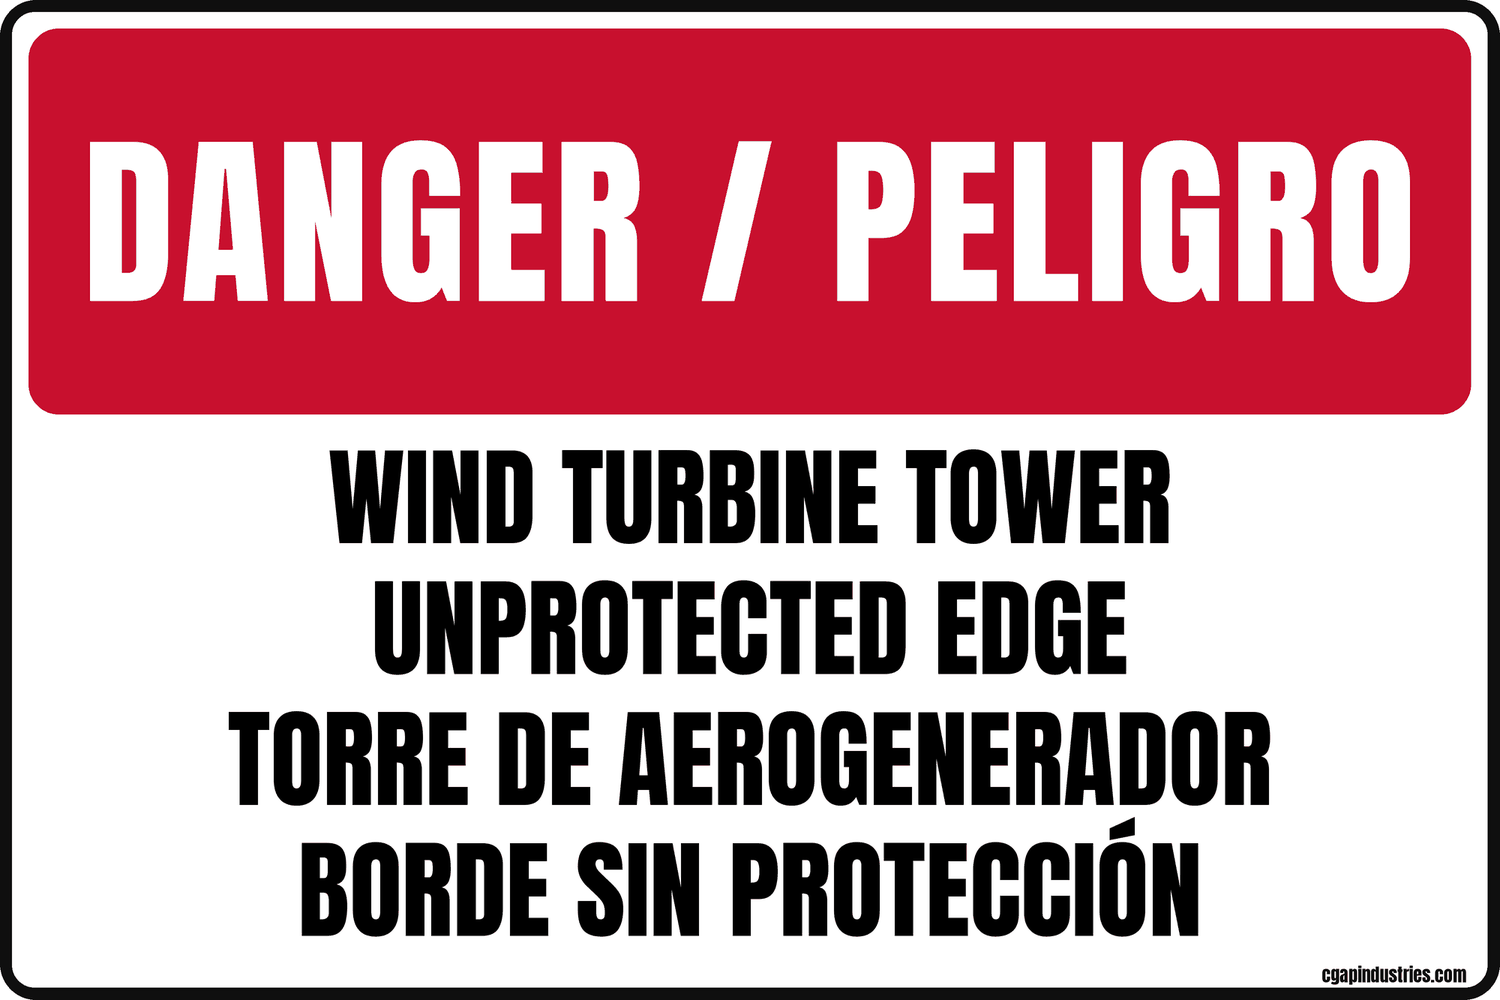 DANGER / PELIGRO
WIND TURBINE TOWER
UNPROTECTED EDGE
TORRE DE AEROGENERADOR
BORDE SIN PROTECCIÓN
cgapindustries.com